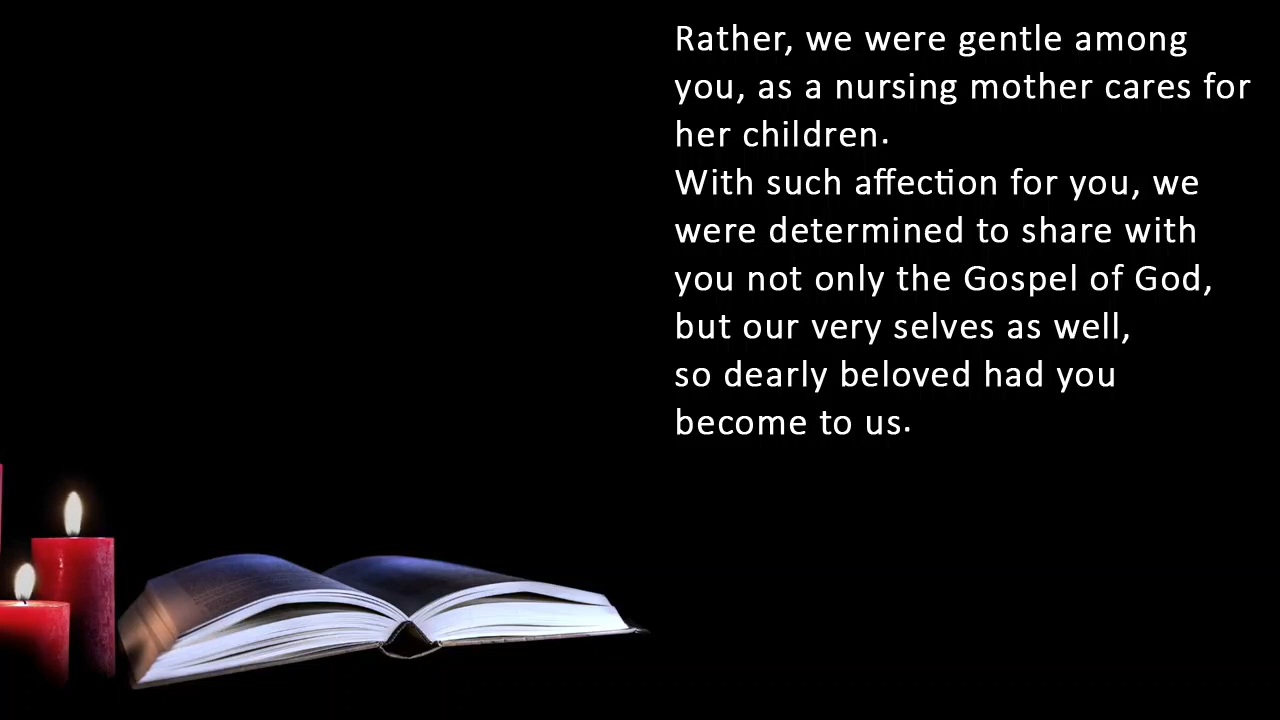 Rather, we were gentle among
you, as a nursing mother cares for
her children.
With such affection for you, we
were determined to share with
you not only the Gospel of God,
but our very selves as well,
so dearly beloved had you
become to us.